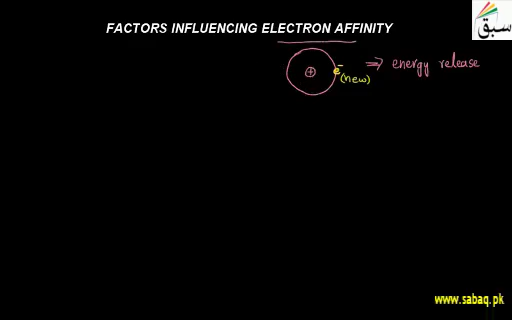 FACTORS INFLUENCING ELECTRON AFFINITY
سبق
+
e⁻ ⇒ energy release
(new)
www.sabaq.pk